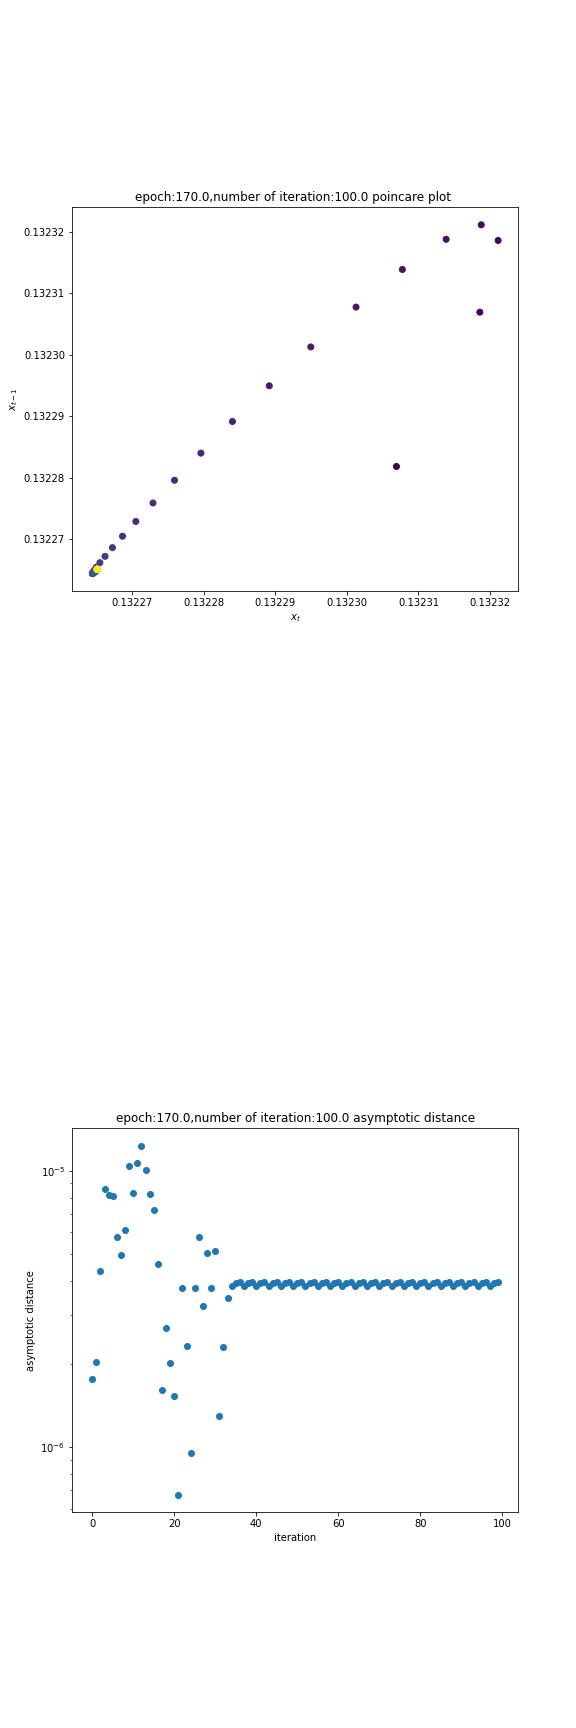 epoch:170.0,number of iteration:100.0 poincare plot
0.13232
0.13231
0.13230
0.13229
0.13228
0.13227
x_{t−1}
0.13227 0.13228 0.13229 0.13230 0.13231 0.13232
x_t
epoch:170.0,number of iteration:100.0 asymptotic distance
10^{−5}
10^{−6}
asymptotic distance
0 20 40 60 80 100
iteration